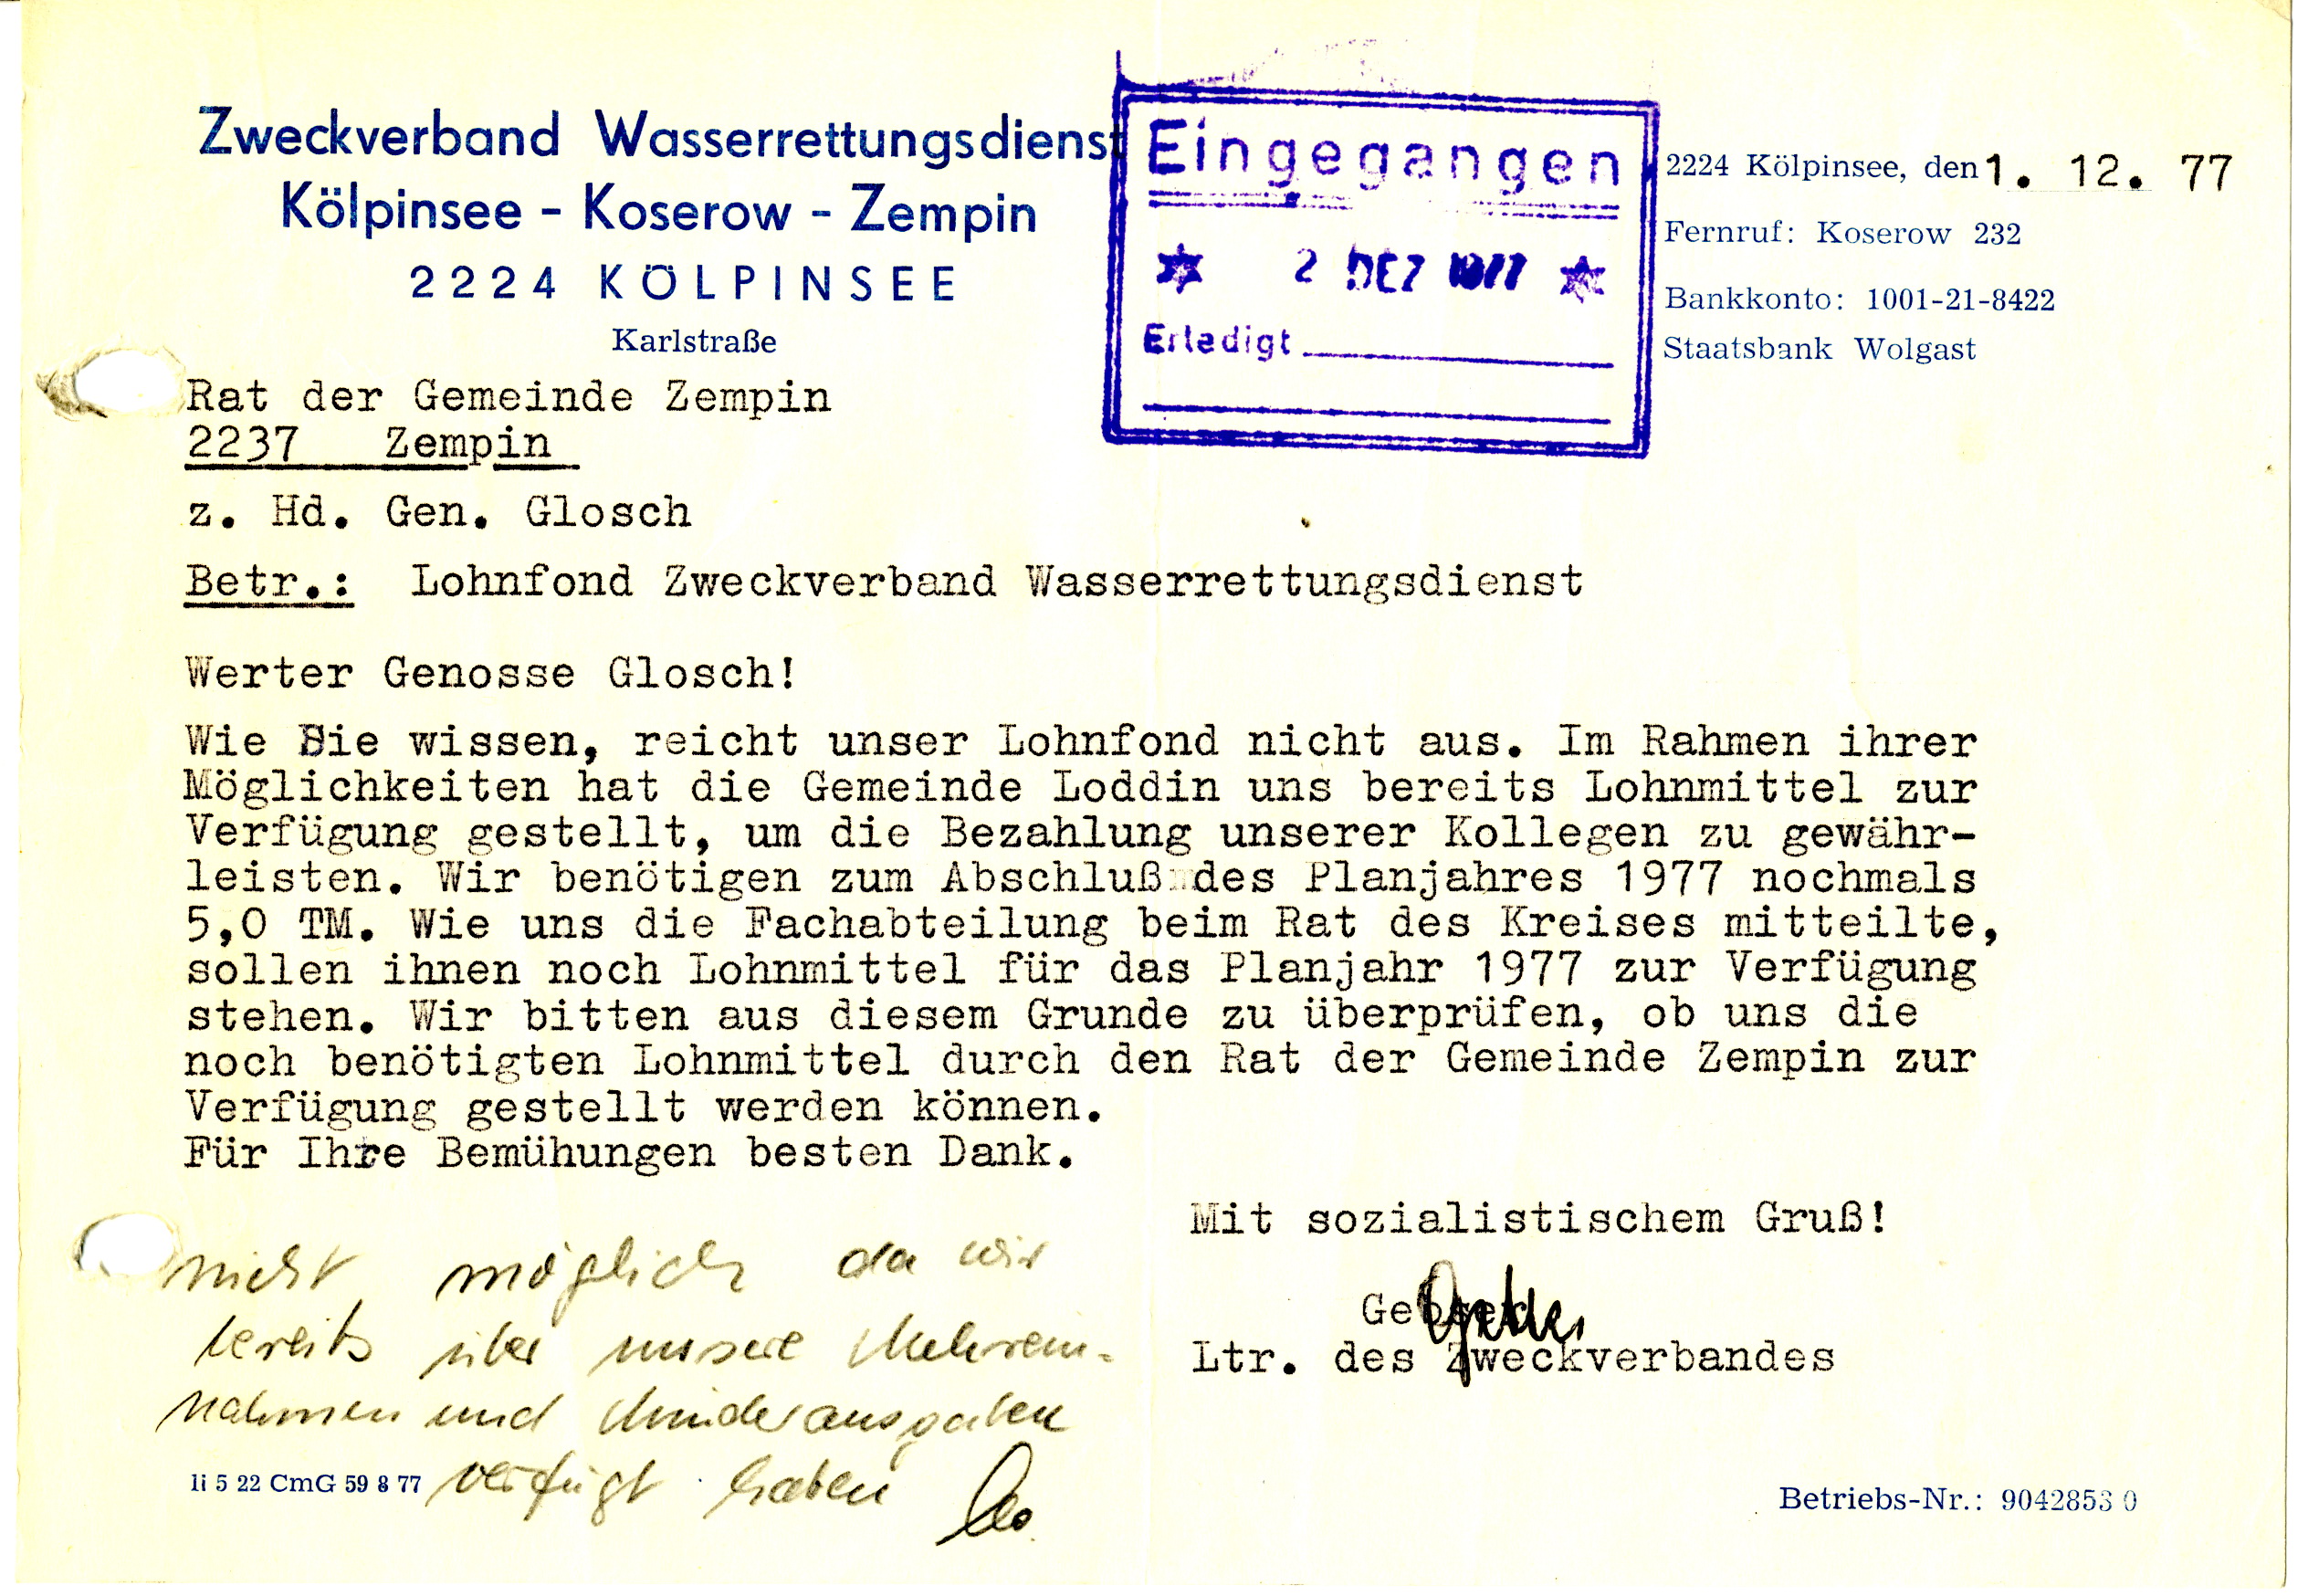 Zweckverband Wasserrettungsdienst
Kölpinsee - Koserow - Zempin
2224 KÖLPINSEE
Karlstraße
Eingegangen
2 DEZ 1977
Erledigt
2224 Kölpinsee, den 1. 12. 77
Fernruf: Koserow 232
Bankkonto: 1001-21-8422
Staatsbank Wolgast
Rat der Gemeinde Zempin
2237 Zempin
z. Hd. Gen. Glosch
Betr.: Lohnfond Zweckverband Wasserrettungsdienst
Werter Genosse Glosch!
Wie Sie wissen, reicht unser Lohnfond nicht aus. Im Rahmen ihrer
Möglichkeiten hat die Gemeinde Loddin uns bereits Lohnmittel zur
Verfügung gestellt, um die Bezahlung unserer Kollegen zu gewähr-
leisten. Wir benötigen zum Abschluß des Planjahres 1977 nochmals
5,0 TM. Wie uns die Fachabteilung beim Rat des Kreises mitteilte,
sollen ihnen noch Lohnmittel für das Planjahr 1977 zur Verfügung
stehen. Wir bitten aus diesem Grunde zu überprüfen, ob uns die
noch benötigten Lohnmittel durch den Rat der Gemeinde Zempin zur
Verfügung gestellt werden können.
Für Ihre Bemühungen besten Dank.
Mit sozialistischem Gruß!
Ltr. des Zweckverbandes
nicht möglich da wir
bereits über unsere Mehrein-
nahmen und Minderausgaben
verfügt haben
li 5 22 CmG 59 8 77
Betriebs-Nr.: 9042853 0